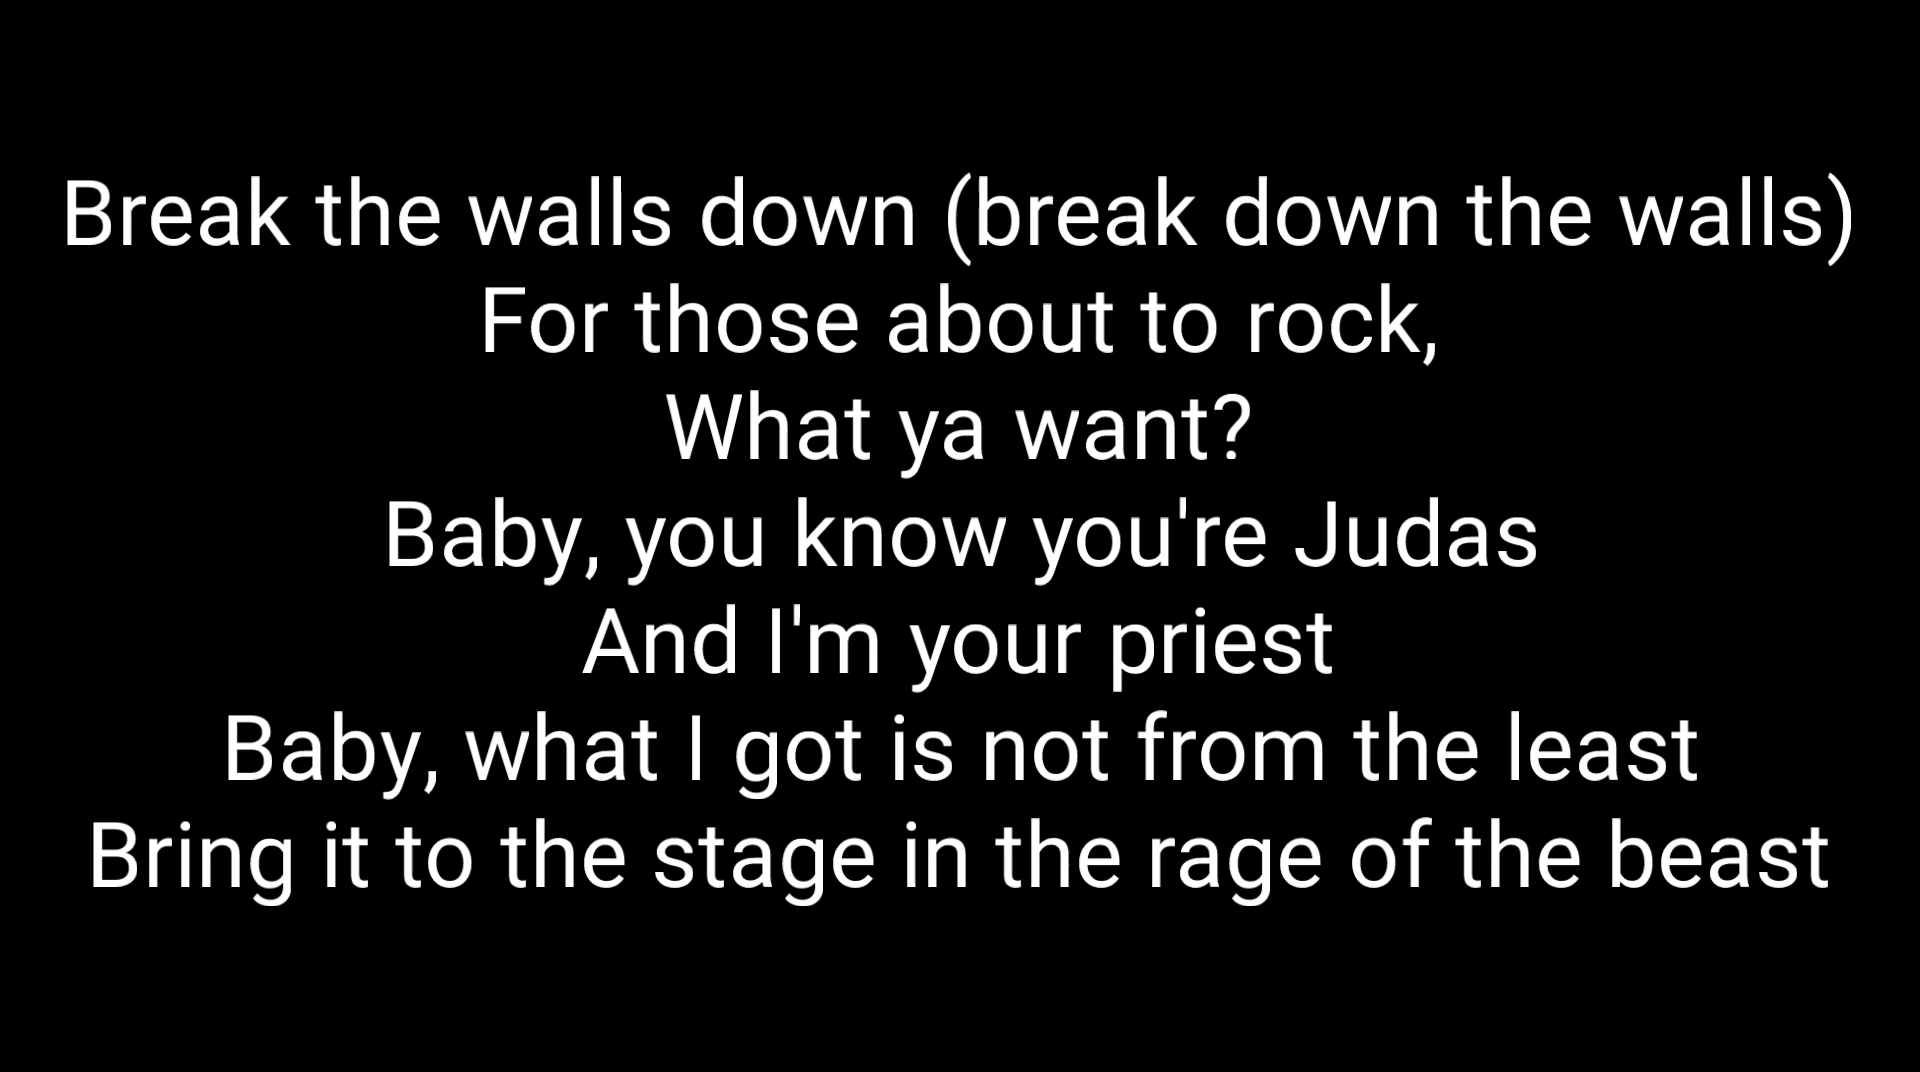 Break the walls down (break down the walls)
For those about to rock,
What ya want?
Baby, you know you're Judas
And I'm your priest
Baby, what I got is not from the least
Bring it to the stage in the rage of the beast